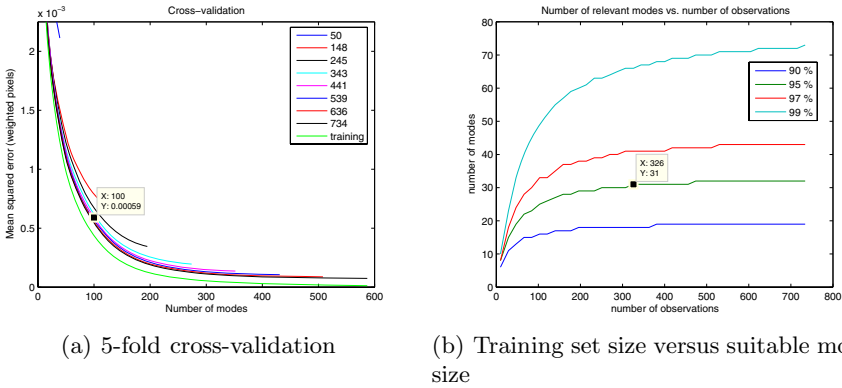 Cross−validation
x 10⁻³
2
1.5
1
0.5
0
Mean squared error (weighted pixels)
50
148
245
343
441
539
636
734
training
X: 100
Y: 0.00059
0 100 200 300 400 500 600
Number of modes
(a) 5-fold cross-validation
Number of relevant modes vs. number of observations
80
70
60
50
40
30
20
10
0
number of modes
90 %
95 %
97 %
99 %
X: 326
Y: 31
0 100 200 300 400 500 600 700 800
number of observations
(b) Training set size versus suitable mo
size